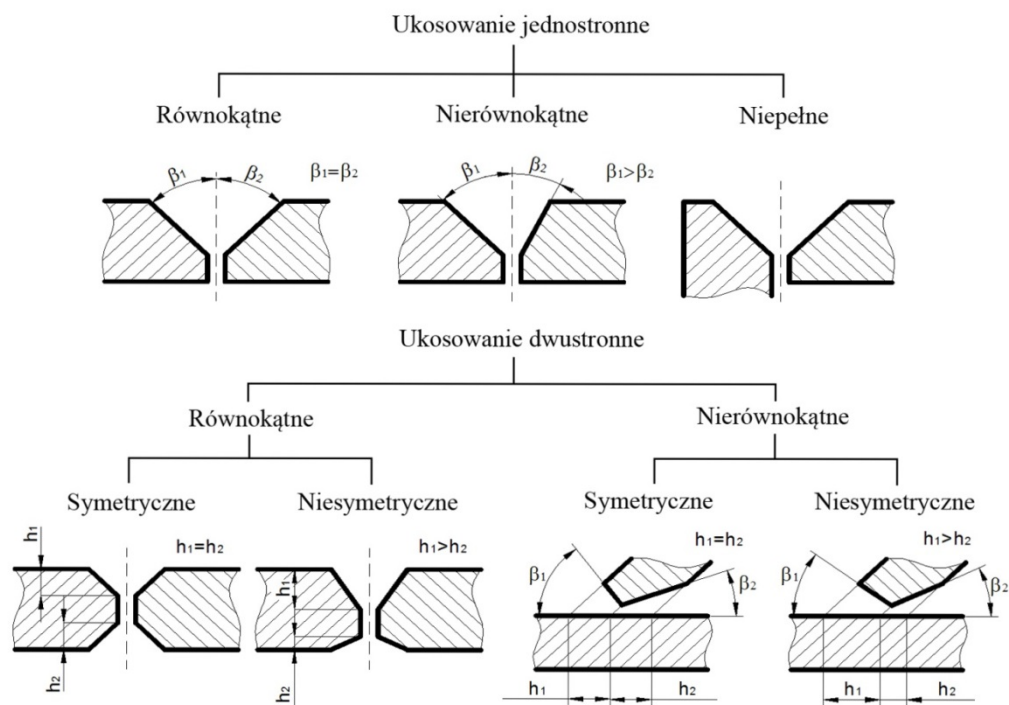 Ukosowanie jednostronne
Równokątne
Nierównokątne
Niepełne
β₁
β₂
β₁=β₂
β₁
β₂
β₁>β₂
Ukosowanie dwustronne
Równokątne
Nierównokątne
Symetryczne
Niesymetryczne
Symetryczne
Niesymetryczne
h₁
h₁=h₂
h₂
h₁
h₁>h₂
h₂
β₁
h₁=h₂
β₂
h₁
h₂
β₁
h₁>h₂
β₂
h₁
h₂